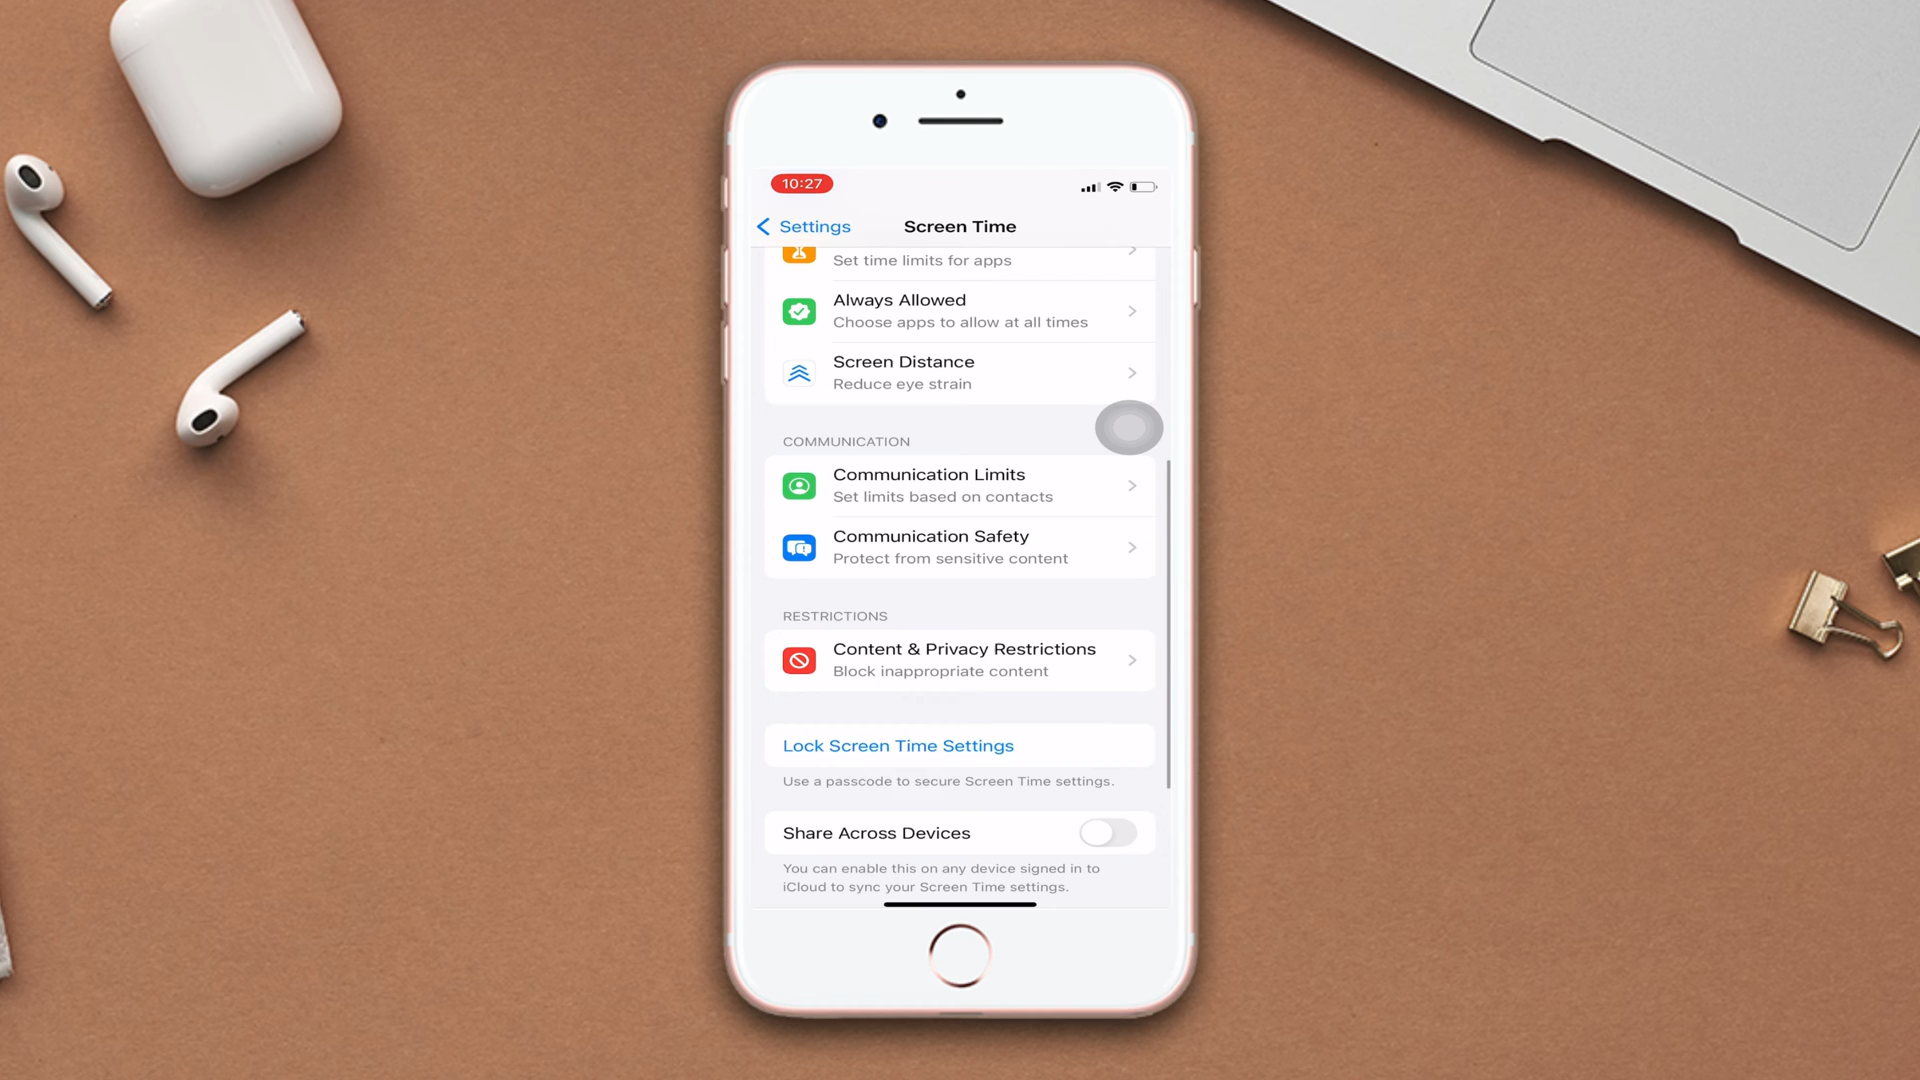 10:27
Settings
Screen Time
Set time limits for apps
Always Allowed
Choose apps to allow at all times
Screen Distance
Reduce eye strain
COMMUNICATION
Communication Limits
Set limits based on contacts
Communication Safety
Protect from sensitive content
RESTRICTIONS
Content & Privacy Restrictions
Block inappropriate content
Lock Screen Time Settings
Use a passcode to secure Screen Time settings.
Share Across Devices
You can enable this on any device signed in to
iCloud to sync your Screen Time settings.